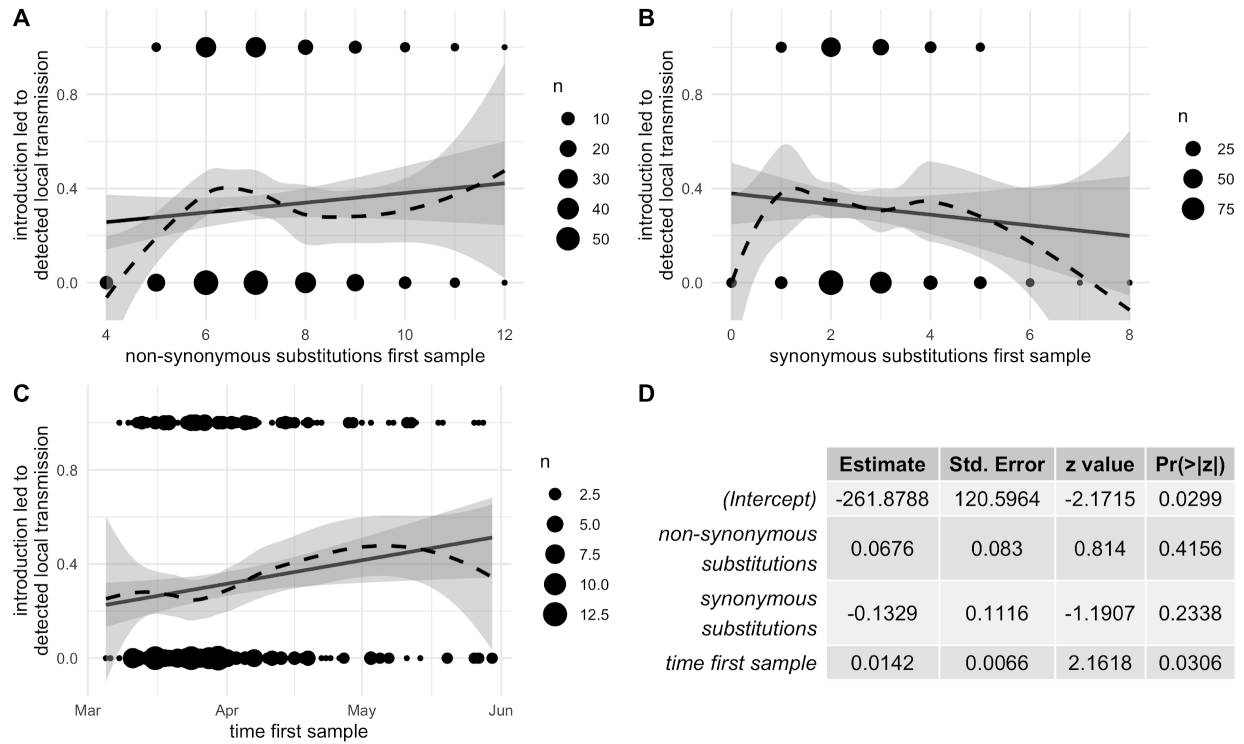 A
introduction led to
detected local transmission
0.8
0.4
0.0
4 6 8 10 12
non-synonymous substitutions first sample
n
10
20
30
40
50
B
introduction led to
detected local transmission
0.8
0.4
0.0
0 2 4 6 8
synonymous substitutions first sample
n
25
50
75
C
introduction led to
detected local transmission
0.8
0.4
0.0
Mar Apr May Jun
time first sample
n
2.5
5.0
7.5
10.0
12.5
D
Estimate Std. Error z value Pr(>|z|)
(Intercept) -261.8788 120.5964 -2.1715 0.0299
non-synonymous
substitutions 0.0676 0.083 0.814 0.4156
synonymous
substitutions -0.1329 0.1116 -1.1907 0.2338
time first sample 0.0142 0.0066 2.1618 0.0306